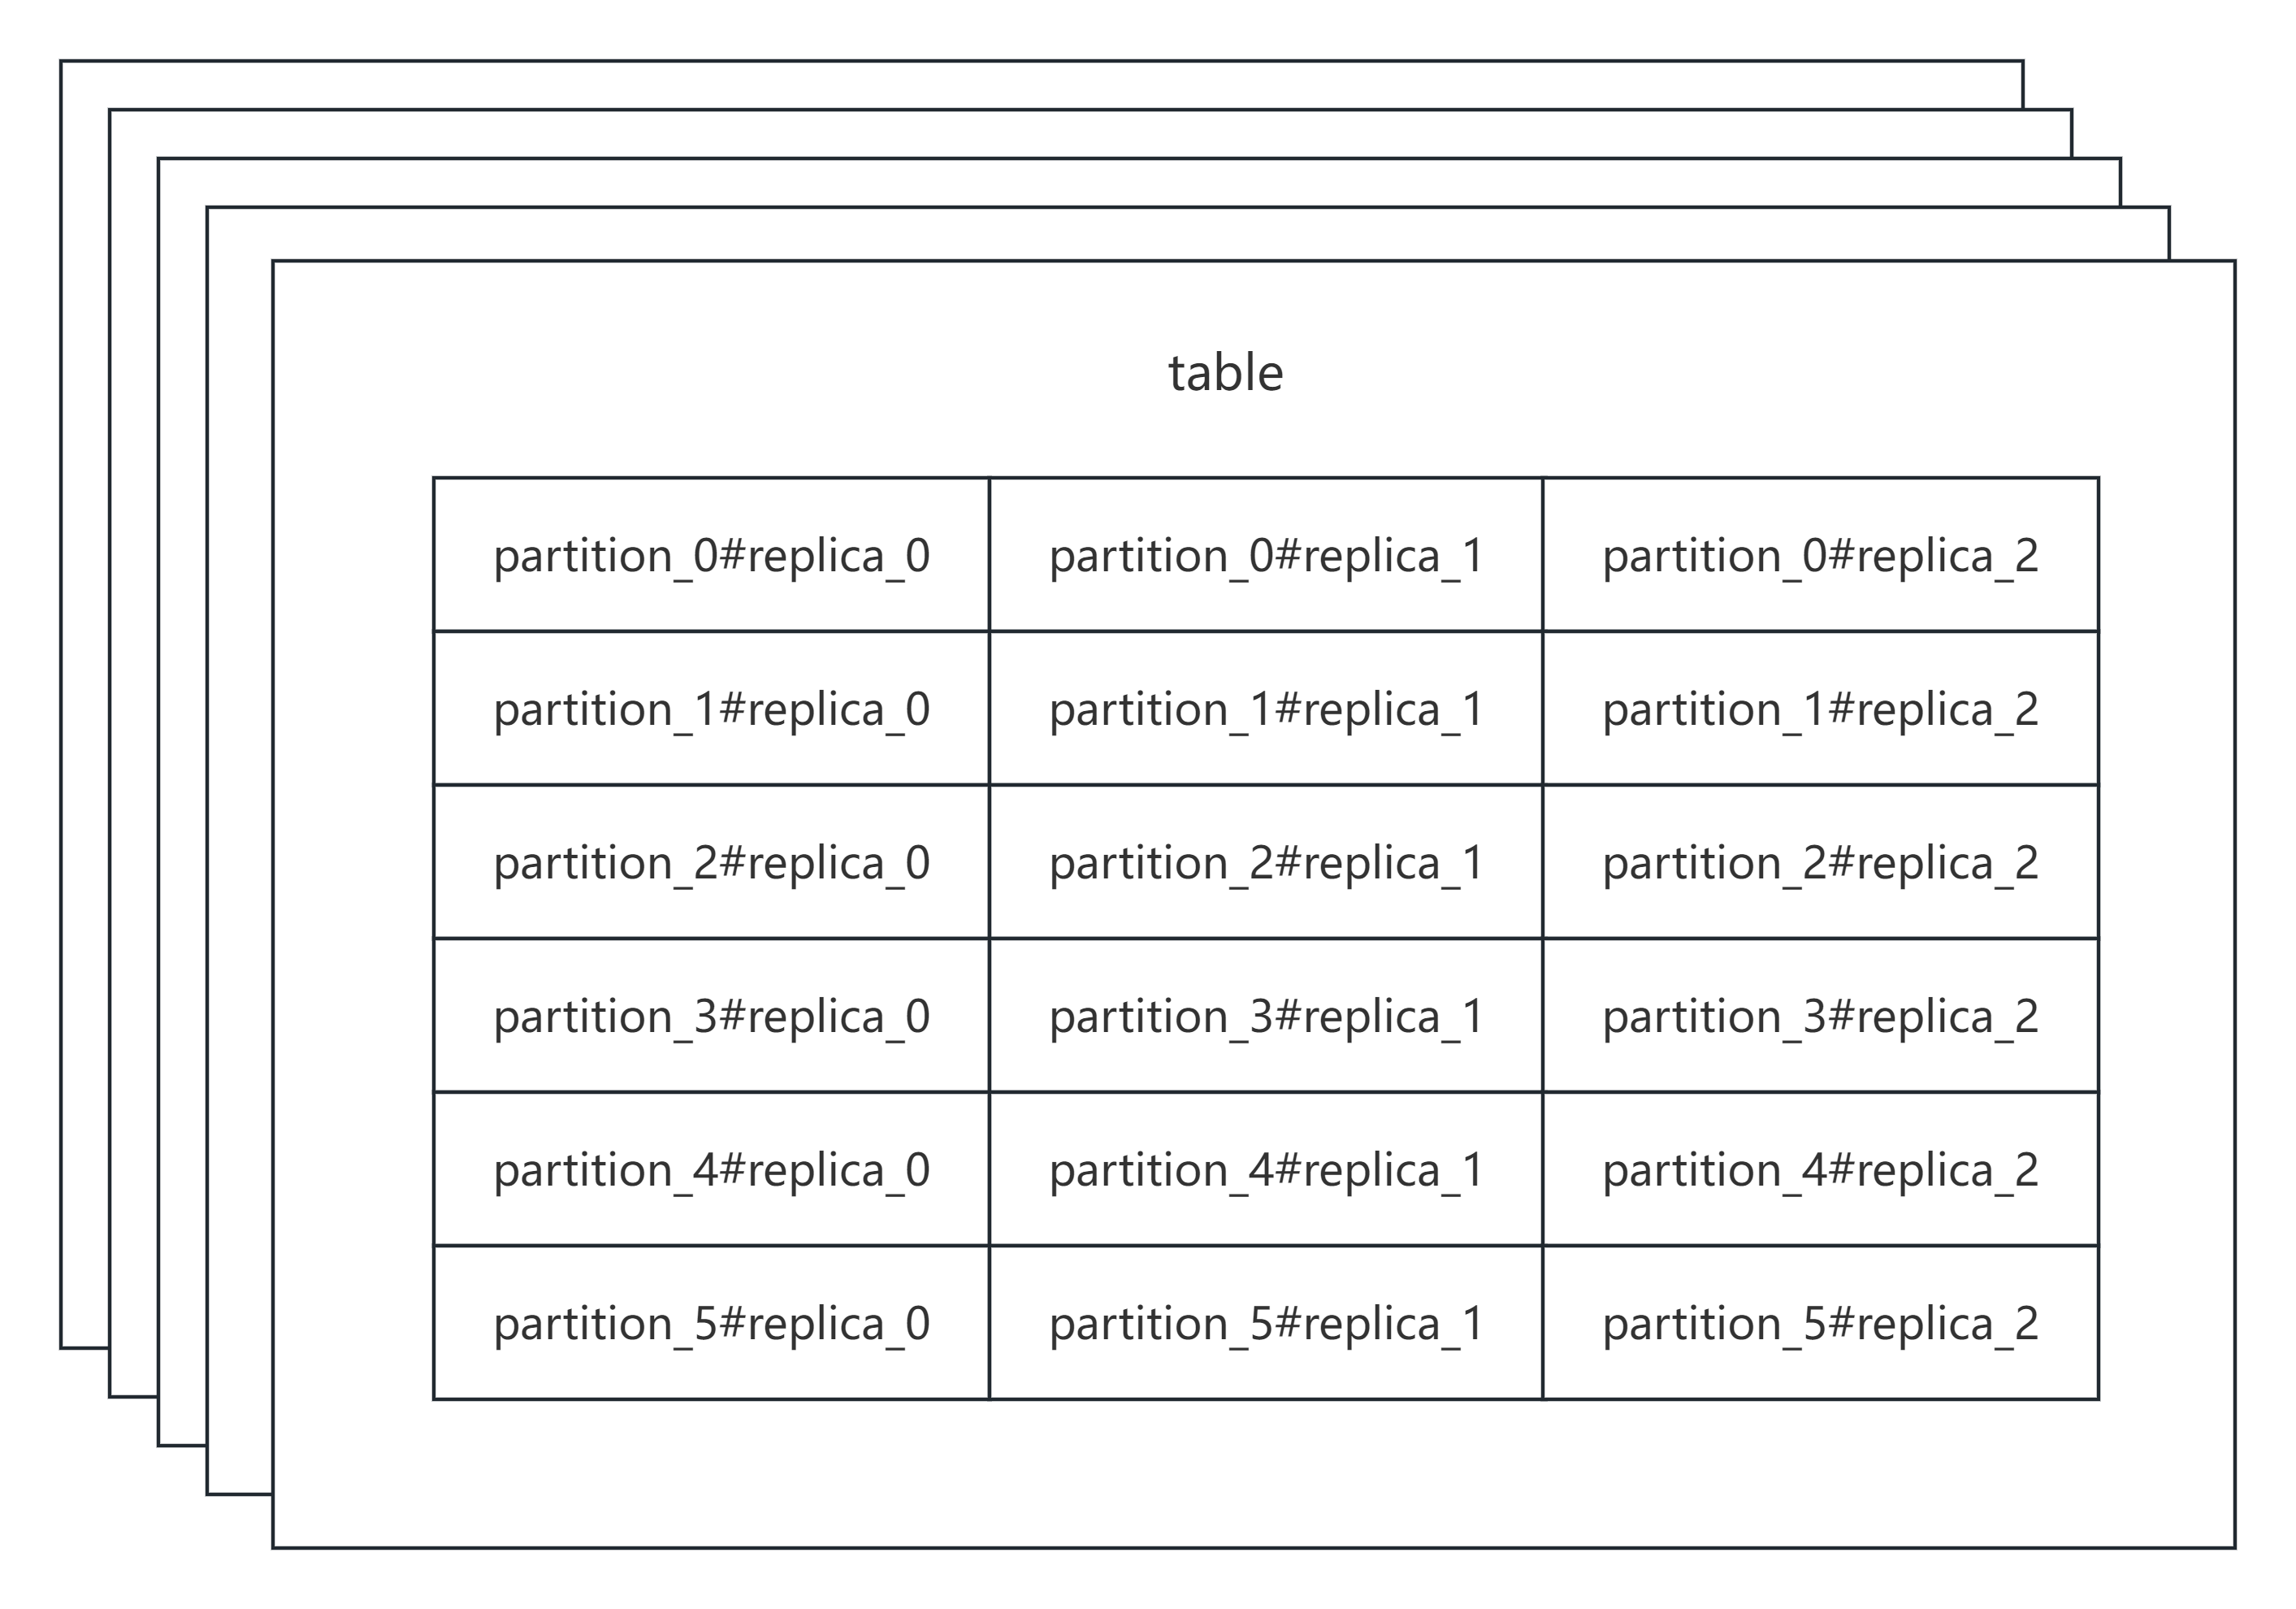 table
partition_0#replica_0 partition_0#replica_1 partition_0#replica_2
partition_1#replica_0 partition_1#replica_1 partition_1#replica_2
partition_2#replica_0 partition_2#replica_1 partition_2#replica_2
partition_3#replica_0 partition_3#replica_1 partition_3#replica_2
partition_4#replica_0 partition_4#replica_1 partition_4#replica_2
partition_5#replica_0 partition_5#replica_1 partition_5#replica_2